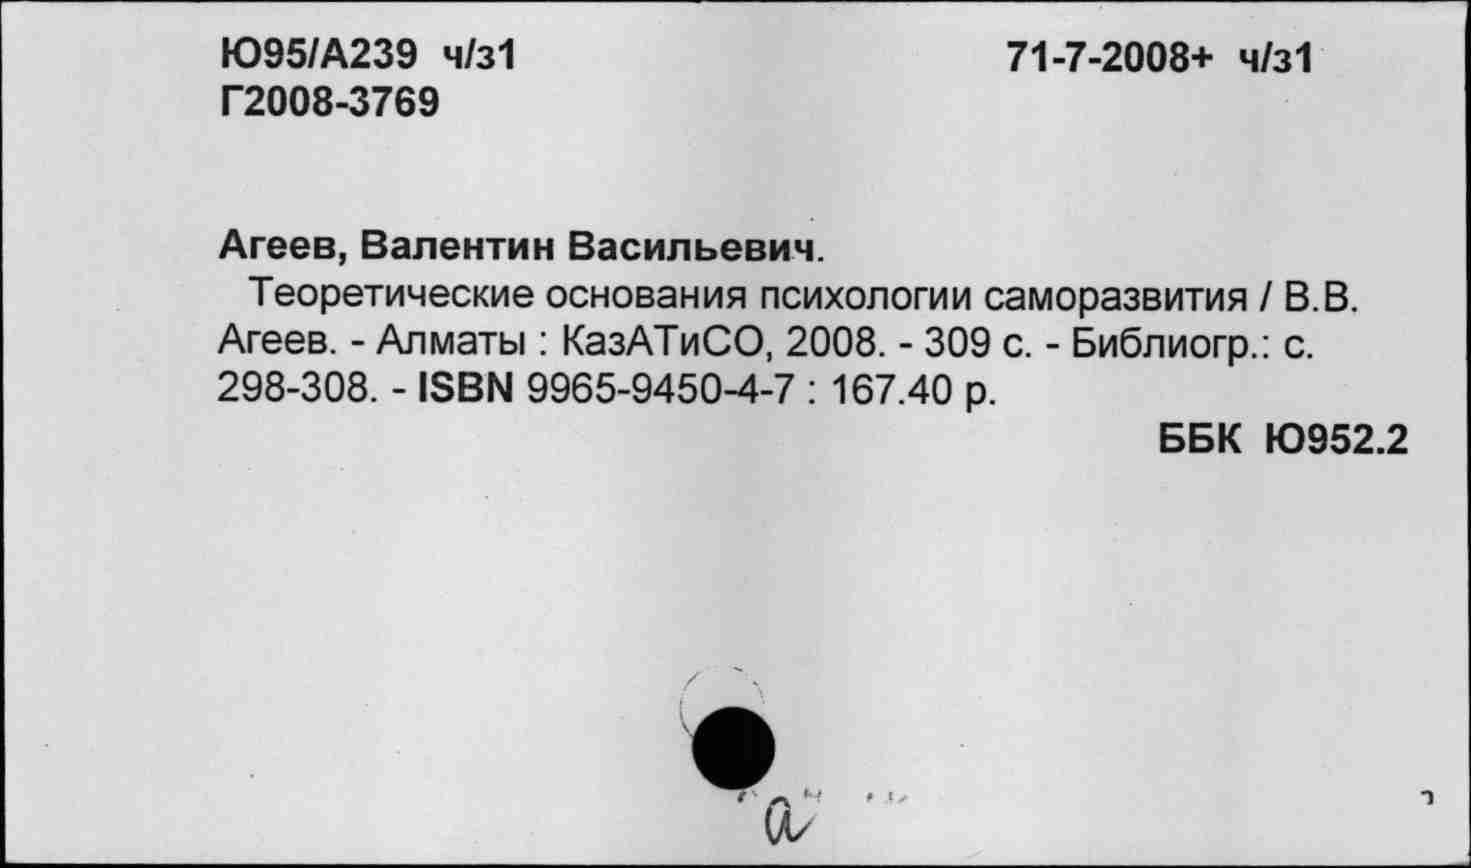 Ю95/А239 ч/з1 71-7-2008+ ч/з1
Г2008-3769
Агеев, Валентин Васильевич.
Теоретические основания психологии саморазвития / В.В.
Агеев. - Алматы : КазАТиСО, 2008. - 309 с. - Библиогр.: с.
298-308. - ISBN 9965-9450-4-7 : 167.40 р.
ББК Ю952.2